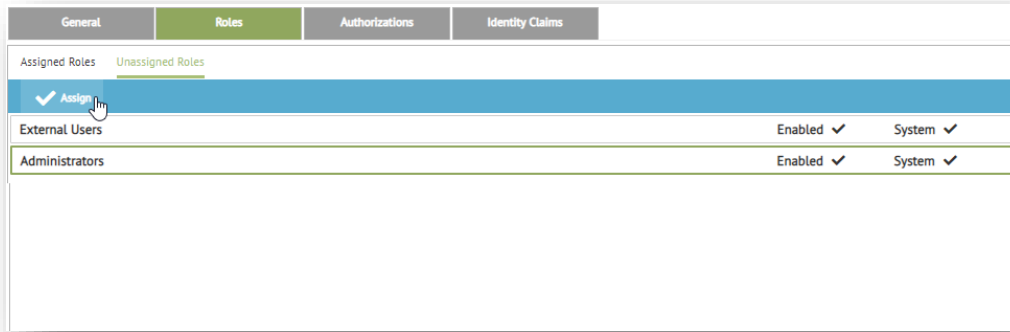 General Roles Authorizations Identity Claims
Assigned Roles Unassigned Roles
Assign
External Users Enabled System
Administrators Enabled System